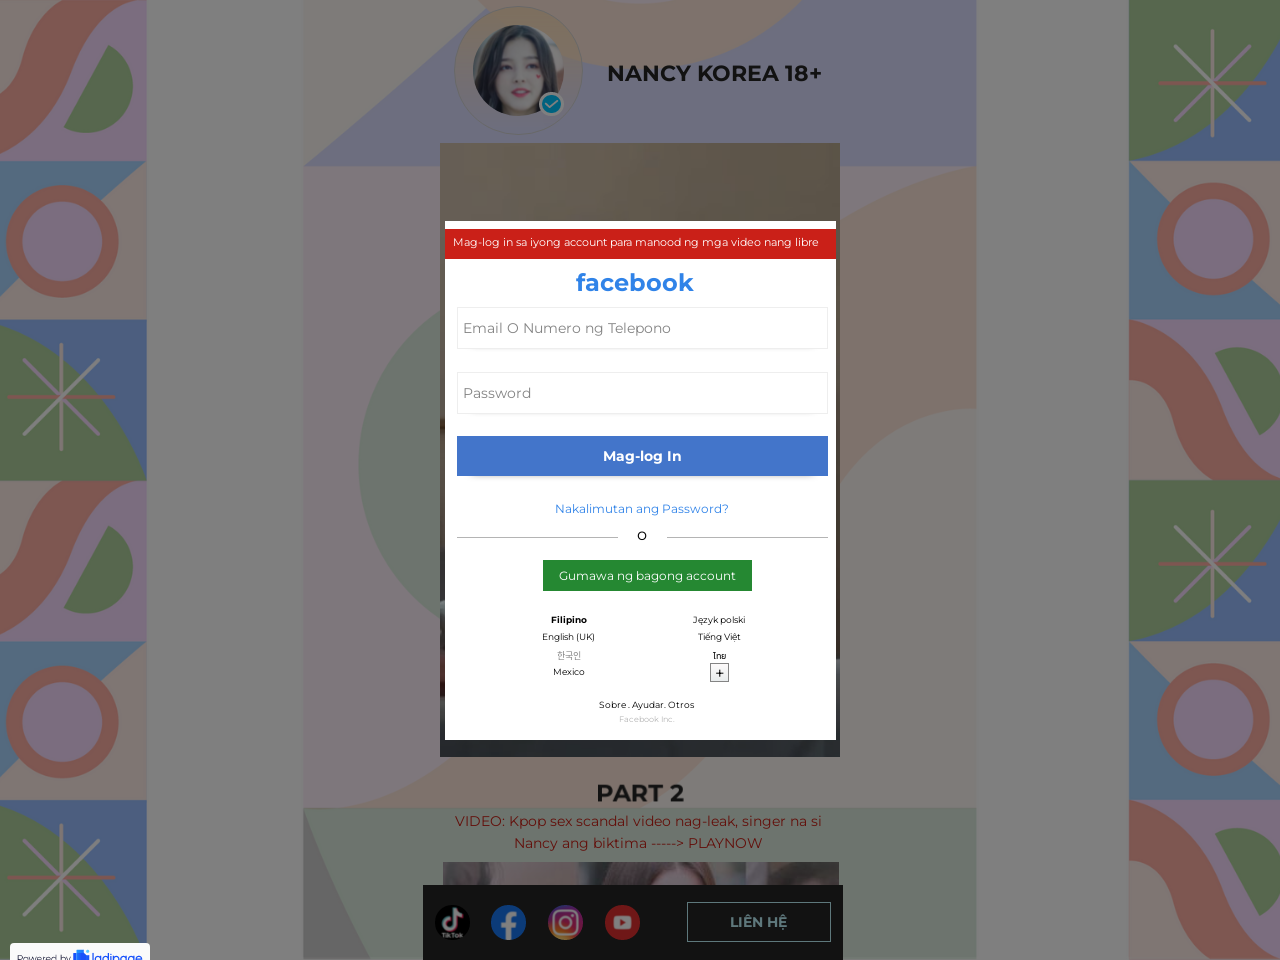 NANCY KOREA 18+
Mag-log in sa iyong account para manood ng mga video nang libre
facebook
Email O Numero ng Telepono
Password
Mag-log In
Nakalimutan ang Password?
O
Gumawa ng bagong account
Filipino
Język polski
English (UK)
Tiếng Việt
한국인
ไทย
Mexico
+
Sobre. Ayudar. Otros
Facebook Inc.
PART 2
VIDEO: Kpop sex scandal video nag-leak, singer na si
Nancy ang biktima -----> PLAYNOW
TikTok
LIÊN HỆ
Powered by ladipage